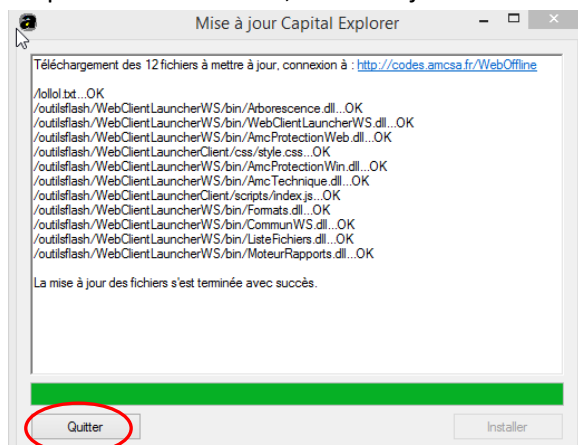 Mise à jour Capital Explorer
Téléchargement des 12 fichiers à mettre à jour, connexion à : http://codes.amcsa.fr/WebOffline
/lollol.txt...OK
/outilsflash/WebClientLauncherWS/bin/Arborescence.dll...OK
/outilsflash/WebClientLauncherWS/bin/WebClientLauncherWS.dll...OK
/outilsflash/WebClientLauncherWS/bin/AmcProtectionWeb.dll...OK
/outilsflash/WebClientLauncherClient/css/style.css...OK
/outilsflash/WebClientLauncherWS/bin/AmcProtectionWin.dll...OK
/outilsflash/WebClientLauncherWS/bin/AmcTechnique.dll...OK
/outilsflash/WebClientLauncherClient/scripts/index.js...OK
/outilsflash/WebClientLauncherWS/bin/Formats.dll...OK
/outilsflash/WebClientLauncherWS/bin/CommunWS.dll...OK
/outilsflash/WebClientLauncherWS/bin/ListeFichiers.dll...OK
/outilsflash/WebClientLauncherWS/bin/MoteurRapports.dll...OK
La mise à jour des fichiers s'est terminée avec succès.
Quitter
Installer